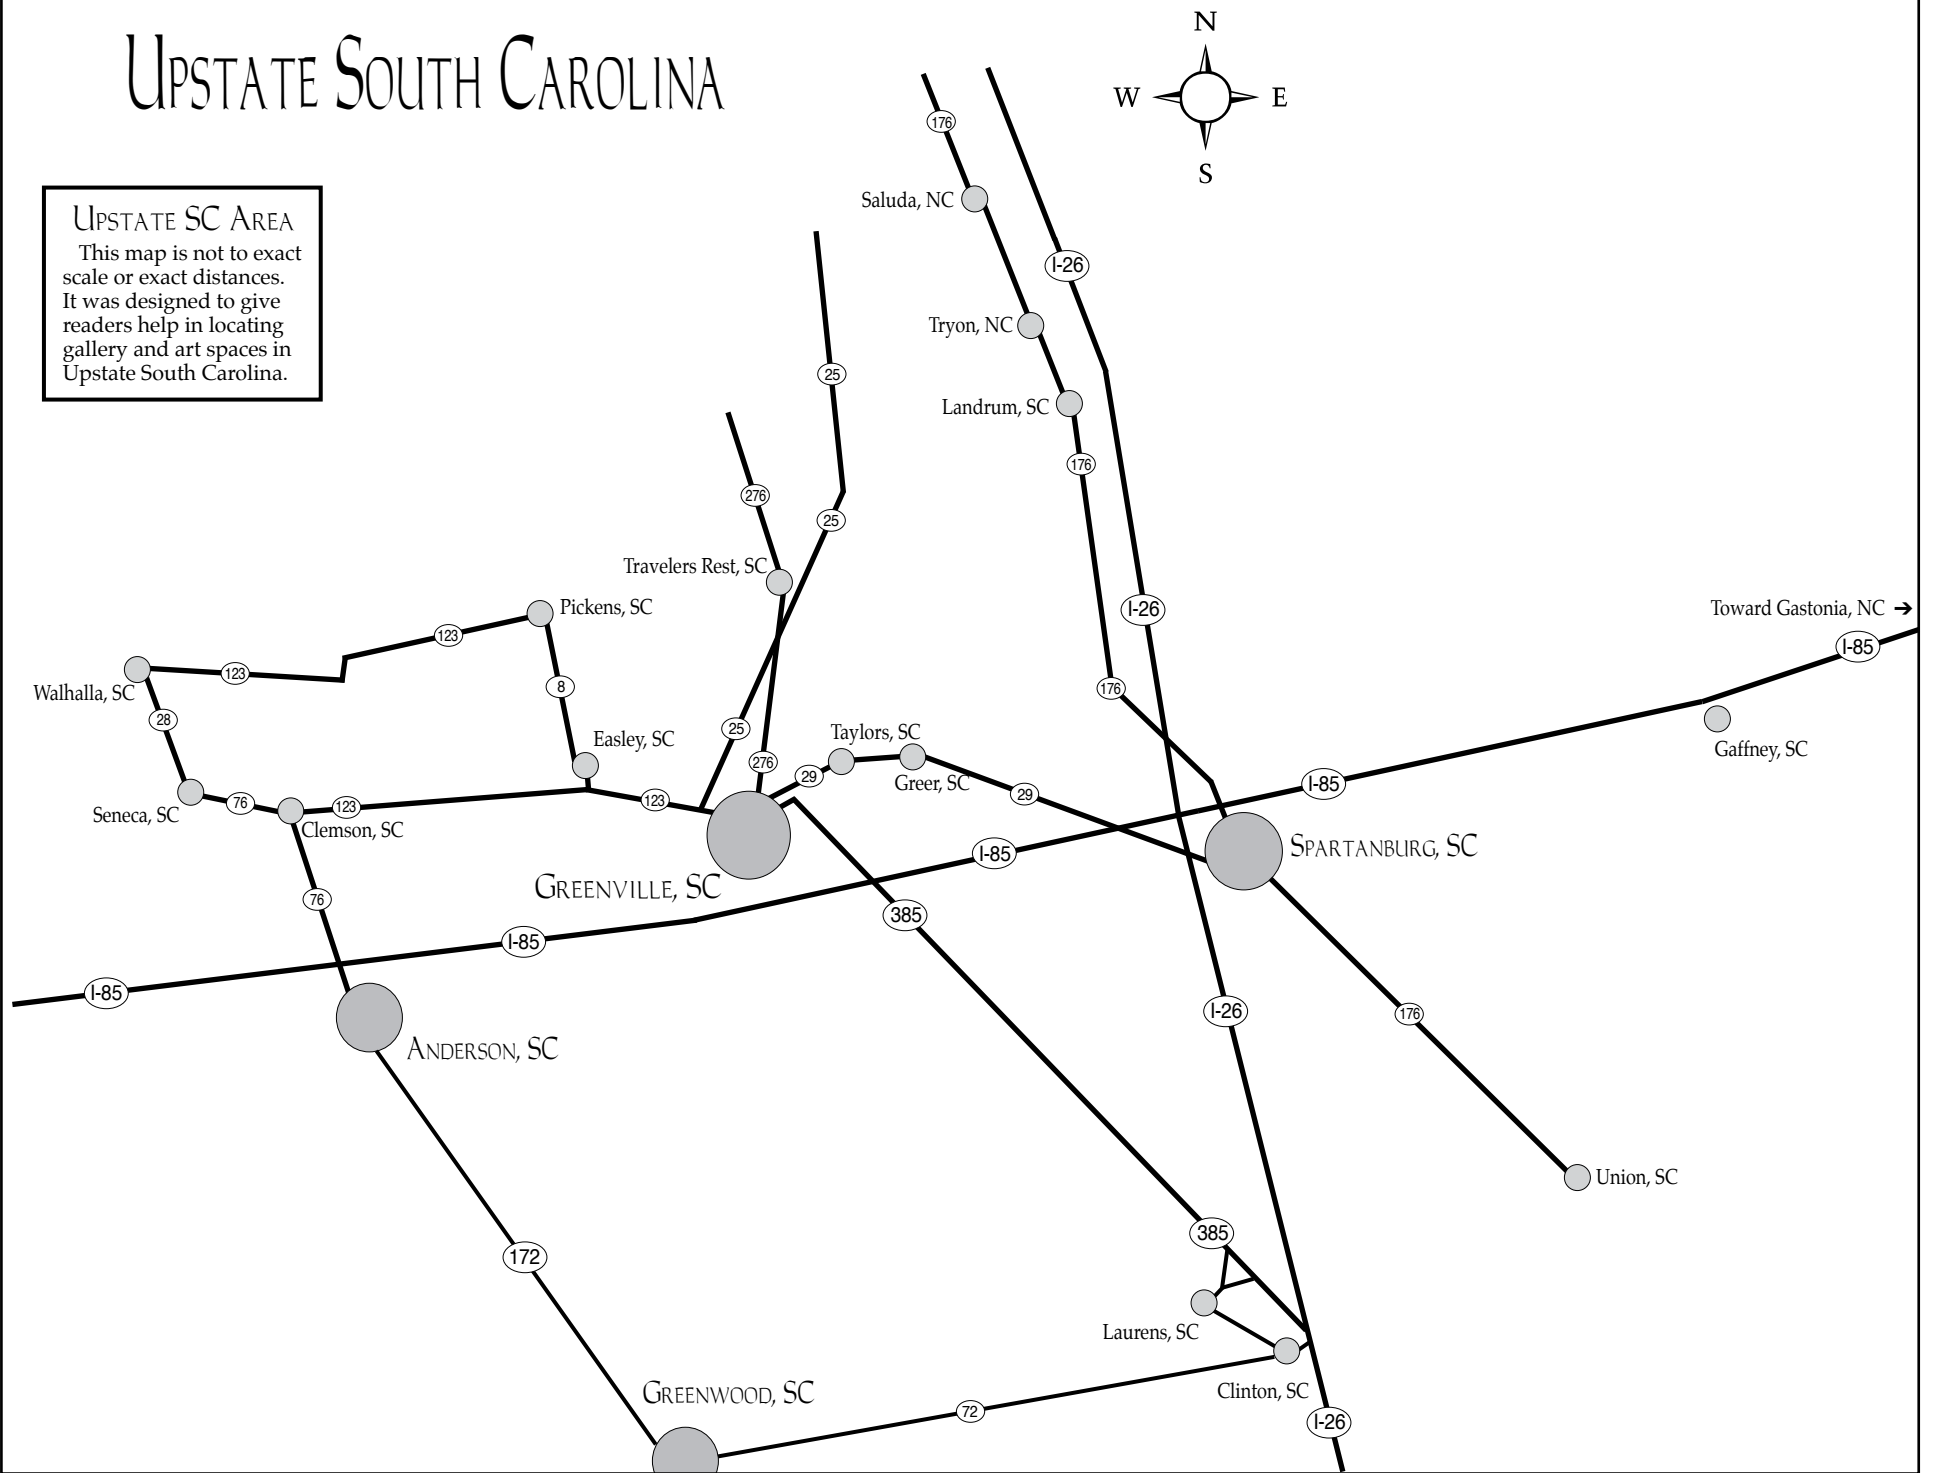 UPSTATE SOUTH CAROLINA
N
W
E
S
UPSTATE SC AREA
This map is not to exact
scale or exact distances.
It was designed to give
readers help in locating
gallery and art spaces in
Upstate South Carolina.
176
Saluda, NC
I-26
Tryon, NC
25
Landrum, SC
176
276
25
Travelers Rest, SC
Pickens, SC
I-26
Toward Gastonia, NC ➔
123
I-85
123
Walhalla, SC
8
176
28
25
Gaffney, SC
Easley, SC
Taylors, SC
276
29
Greer, SC
I-85
29
76
123
123
Seneca, SC
Clemson, SC
SPARTANBURG, SC
I-85
GREENVILLE, SC
76
385
I-85
I-85
I-26
176
ANDERSON, SC
Union, SC
385
172
Laurens, SC
GREENWOOD, SC
Clinton, SC
72
I-26